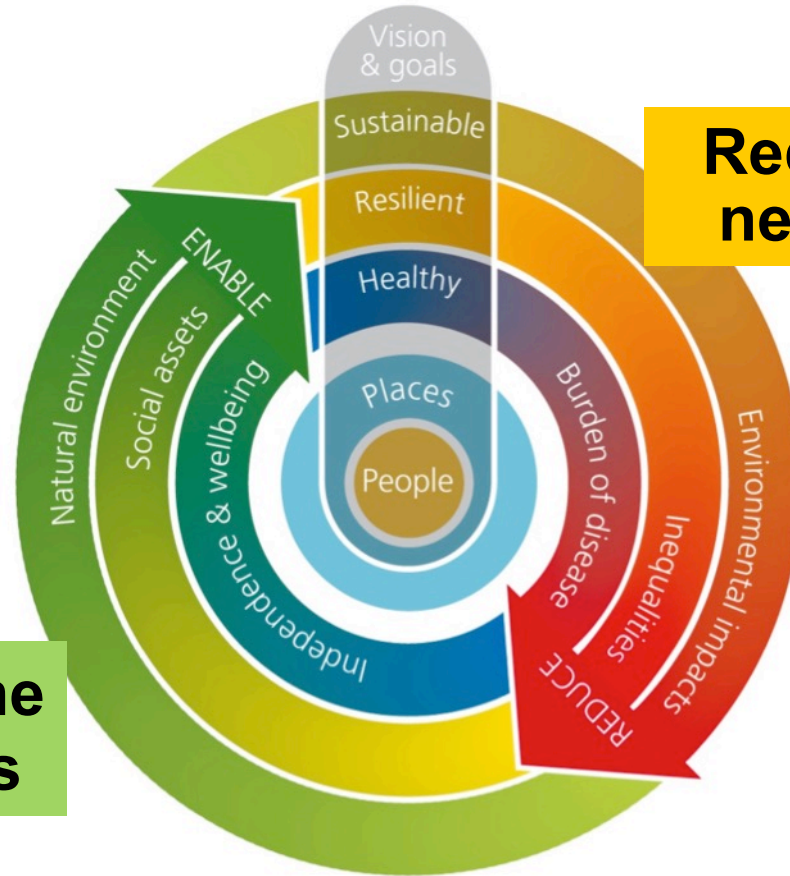 Vision
& goals
Sustainable
Resilient
Healthy
Places
People
ENABLE
Natural environment
Social assets
Independence & wellbeing
Burden of disease
Inequalities
Environmental impacts
REDUCE